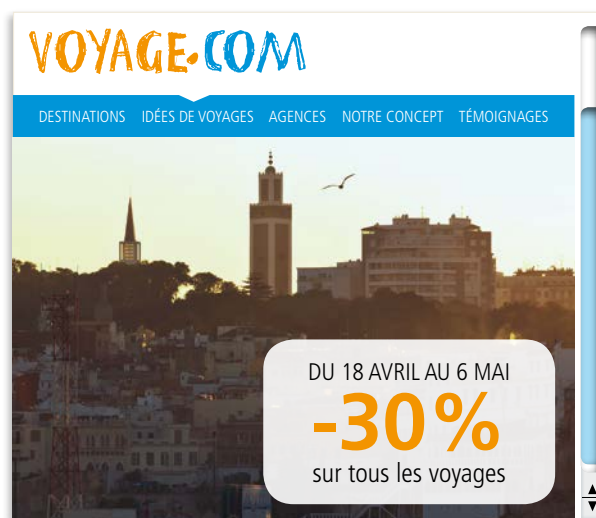 VOYAGE.COM
DESTINATIONS IDÉES DE VOYAGES AGENCES NOTRE CONCEPT TÉMOIGNAGES
DU 18 AVRIL AU 6 MAI
-30%
sur tous les voyages